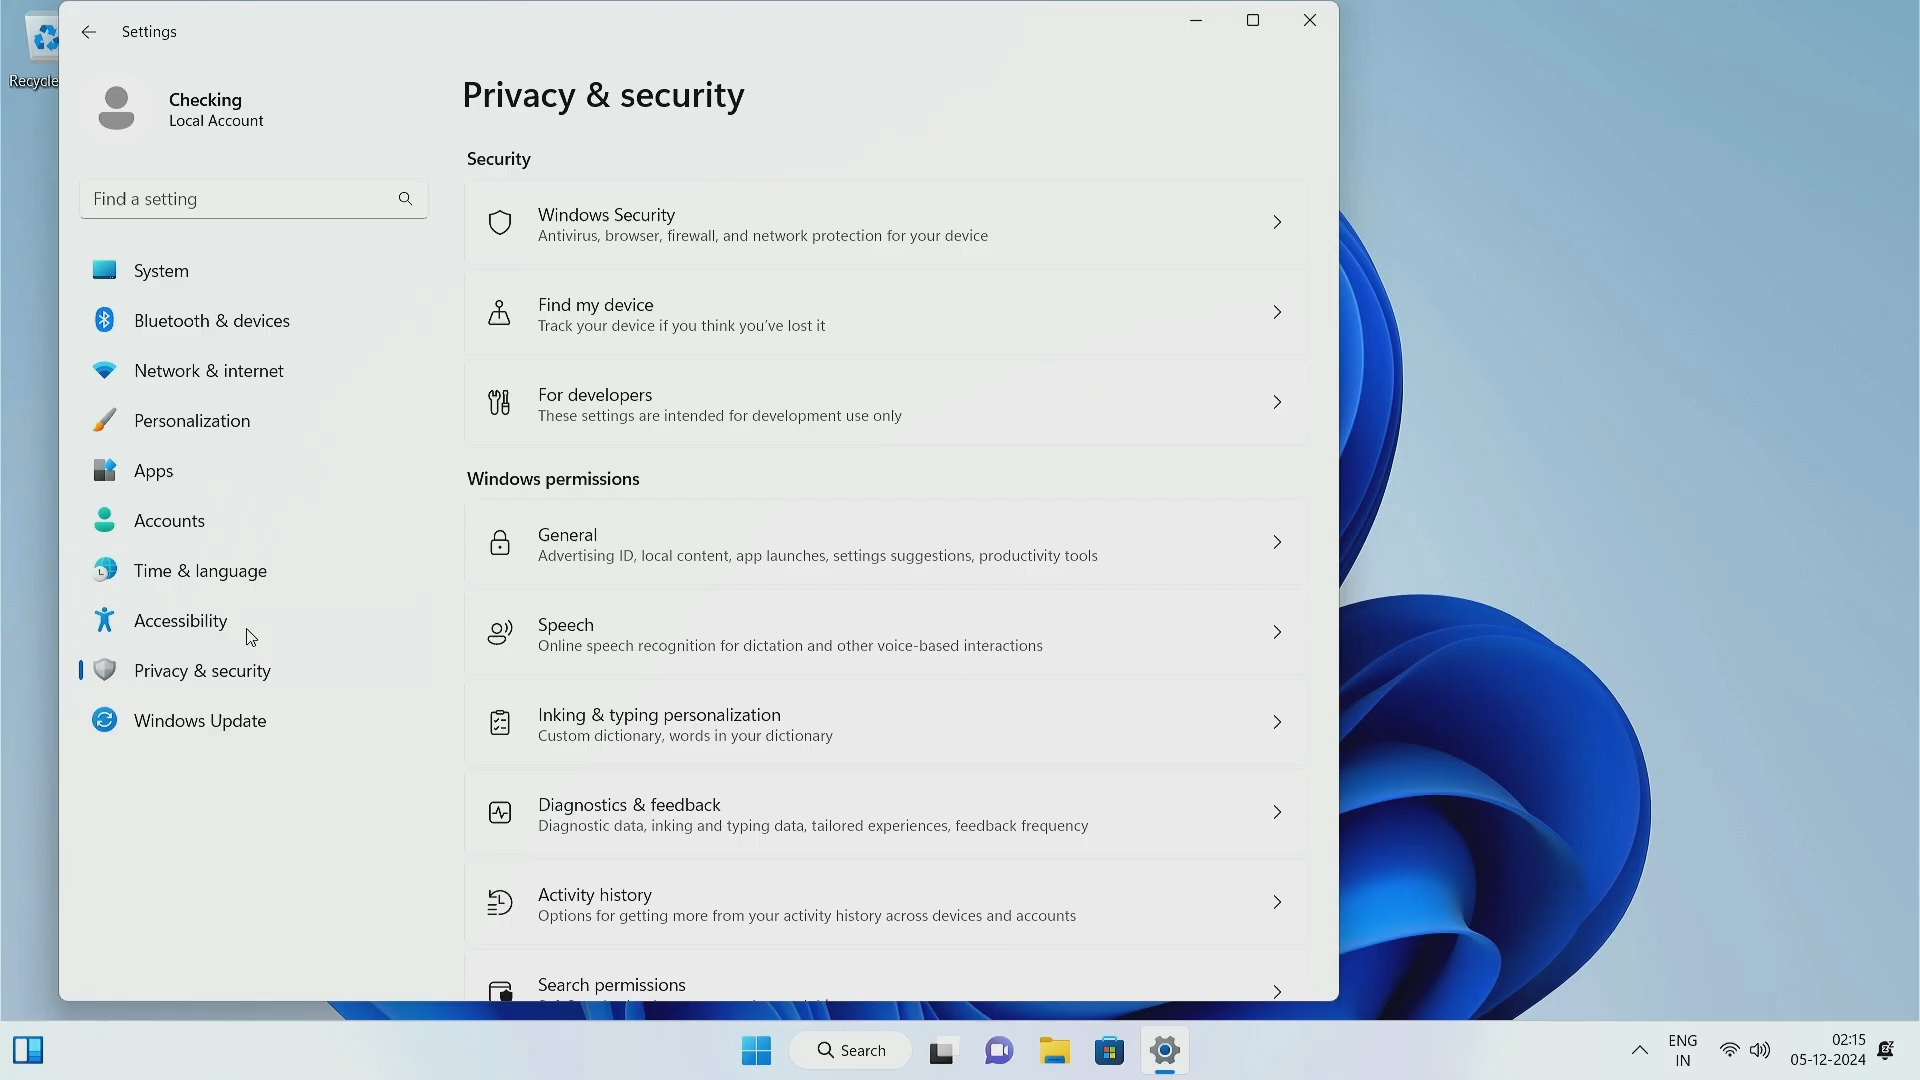 Recycle
Settings
Checking
Local Account
Find a setting
System
Bluetooth & devices
Network & internet
Personalization
Apps
Accounts
Time & language
Accessibility
Privacy & security
Windows Update
Privacy & security
Security
Windows Security
Antivirus, browser, firewall, and network protection for your device
Find my device
Track your device if you think you've lost it
For developers
These settings are intended for development use only
Windows permissions
General
Advertising ID, local content, app launches, settings suggestions, productivity tools
Speech
Online speech recognition for dictation and other voice-based interactions
Inking & typing personalization
Custom dictionary, words in your dictionary
Diagnostics & feedback
Diagnostic data, inking and typing data, tailored experiences, feedback frequency
Activity history
Options for getting more from your activity history across devices and accounts
Search permissions
Search
ENG
IN
02:15
05-12-2024